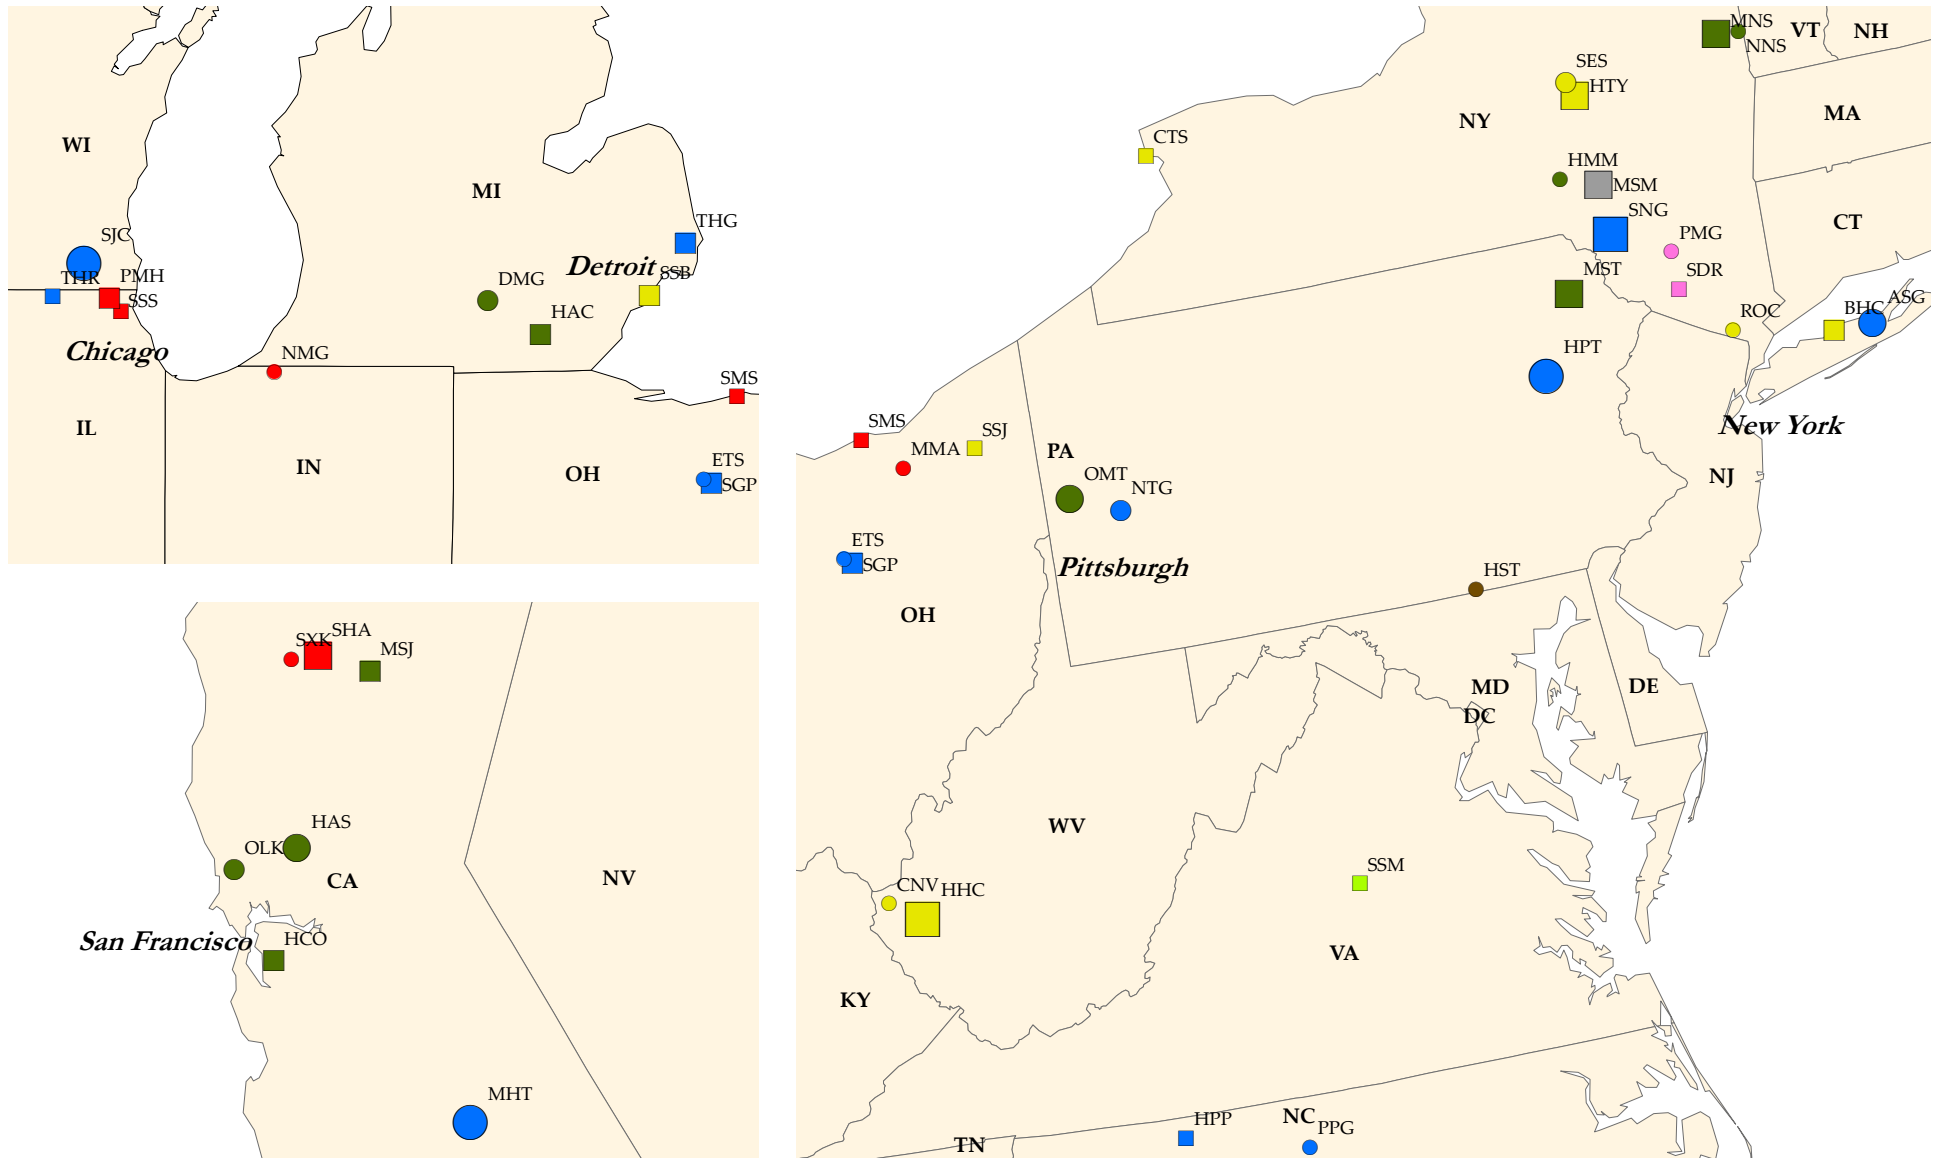 WI
MI
SJC
THG
THR
PMH
SSS
DMG
Detroit
SSB
HAC
Chicago
NMG
SMS
IL
IN
OH
ETS
SGP
SXK
SHA
MSJ
HAS
OLK
CA
NV
San Francisco
HCO
MHT
MNS
NNS
VT
NH
SES
HTY
NY
MA
CTS
HMM
MSM
SNG
CT
PMG
MST
SDR
BHC
ASG
ROC
HPT
New York
SMS
SSJ
MMA
PA
OMT
NTG
NJ
ETS
SGP
Pittsburgh
HST
OH
MD
DE
DC
WV
SSM
CNV
HHC
VA
KY
HPP
NC
PPG
TN